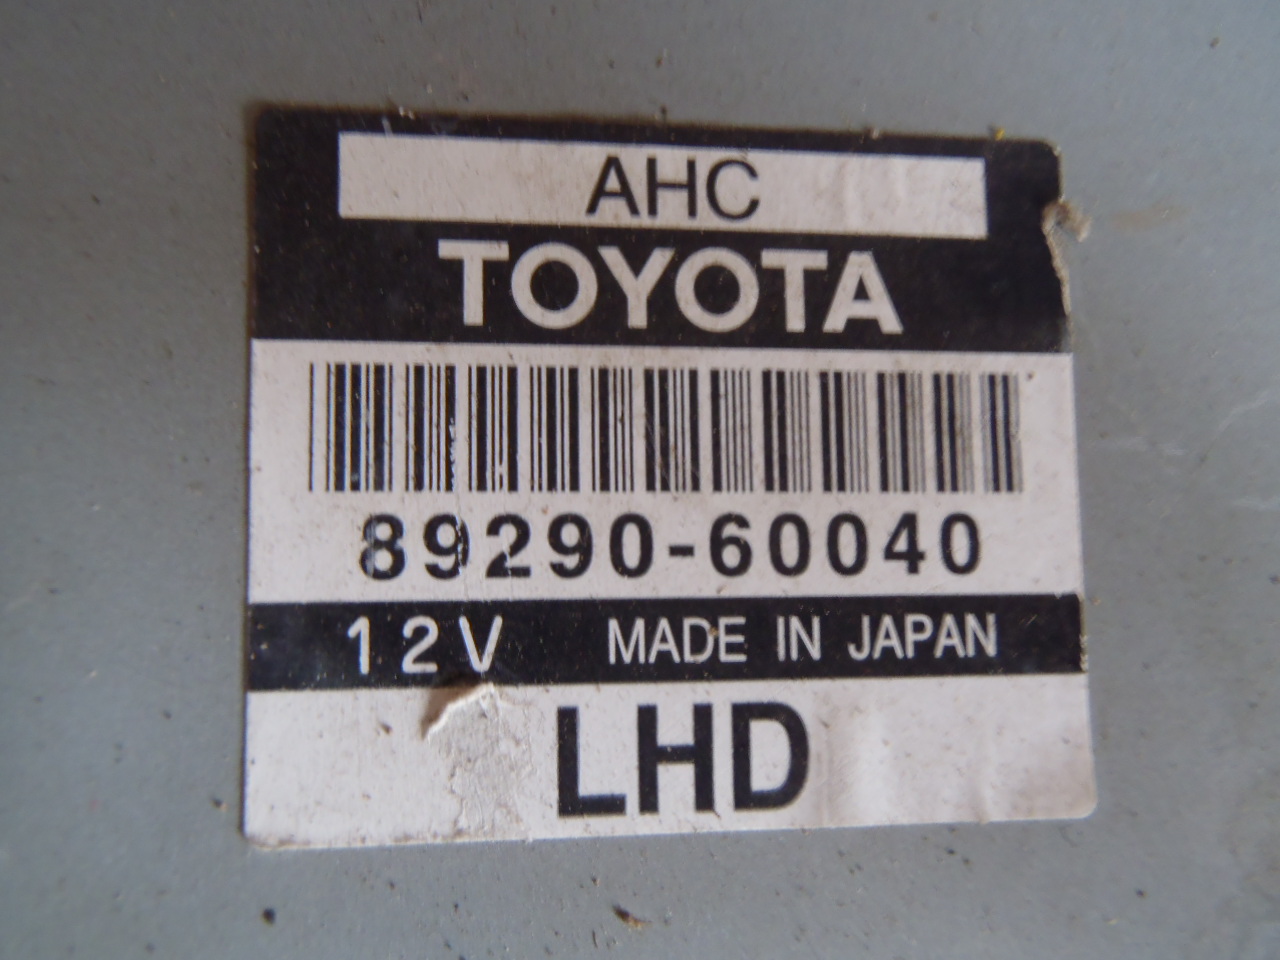 AHC
TOYOTA
89290-60040
12V MADE IN JAPAN
LHD